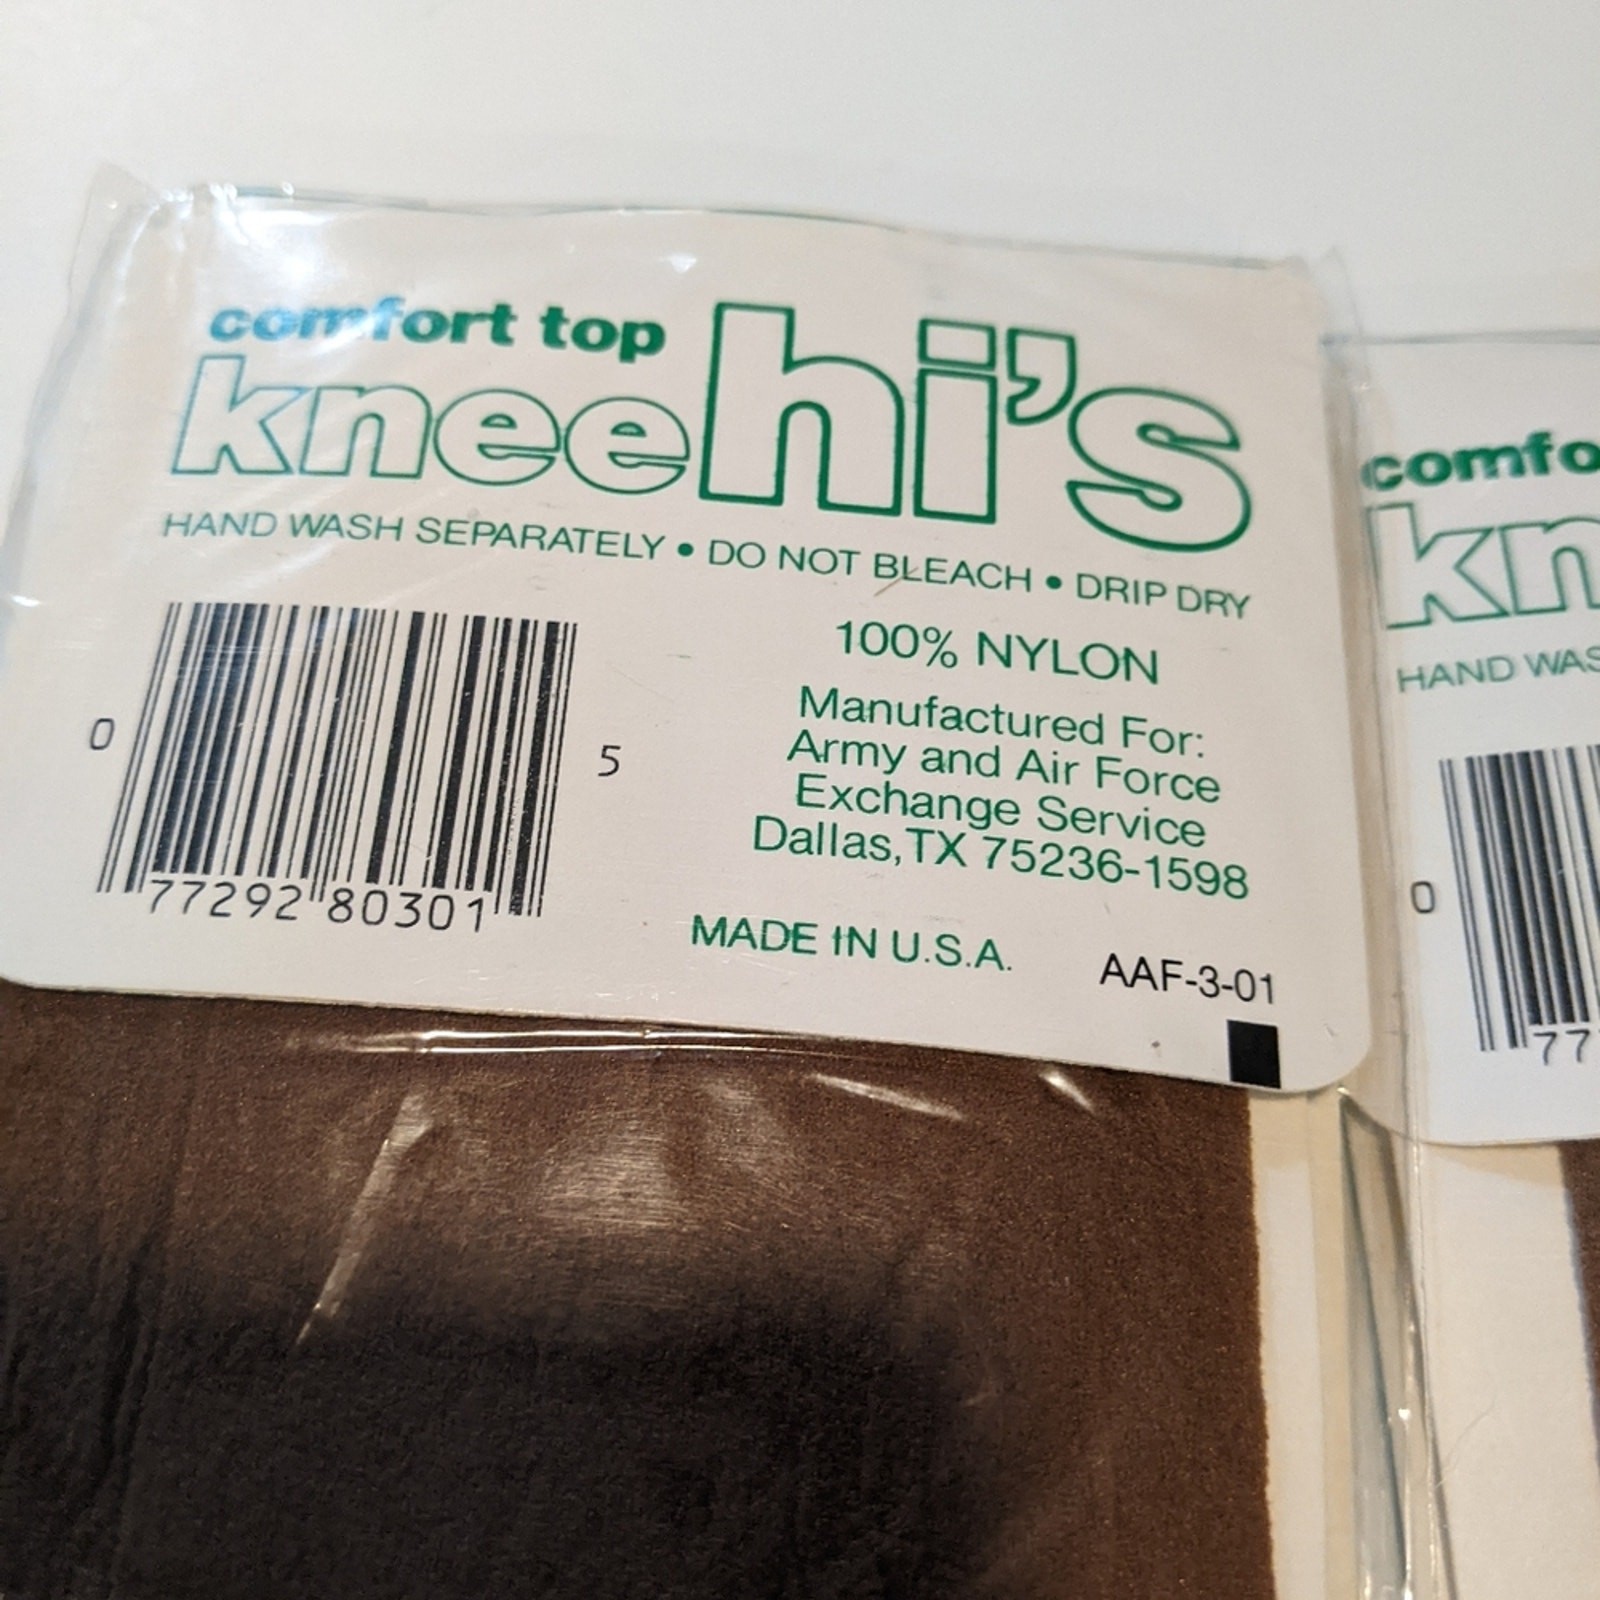 comfort top
kneehi's
HAND WASH SEPARATELY • DO NOT BLEACH • DRIP DRY
100% NYLON
Manufactured For:
Army and Air Force
Exchange Service
Dallas, TX 75236-1598
MADE IN U.S.A.
AAF-3-01
0 77292 80301 5
comfo
kn
HAND WAS
0 77